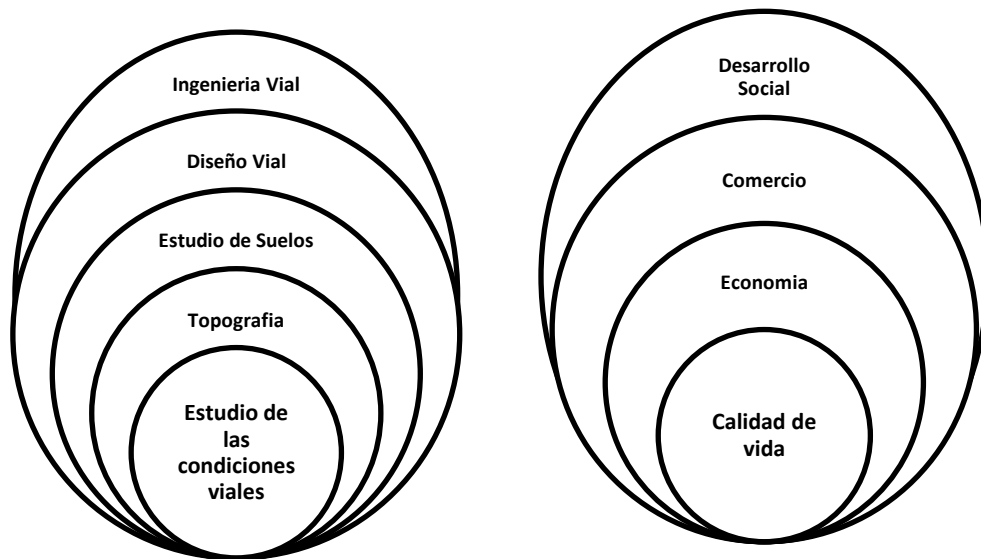 Ingenieria Vial
Diseño Vial
Estudio de Suelos
Topografia
Estudio de
las
condiciones
viales
Desarrollo
Social
Comercio
Economia
Calidad de
vida